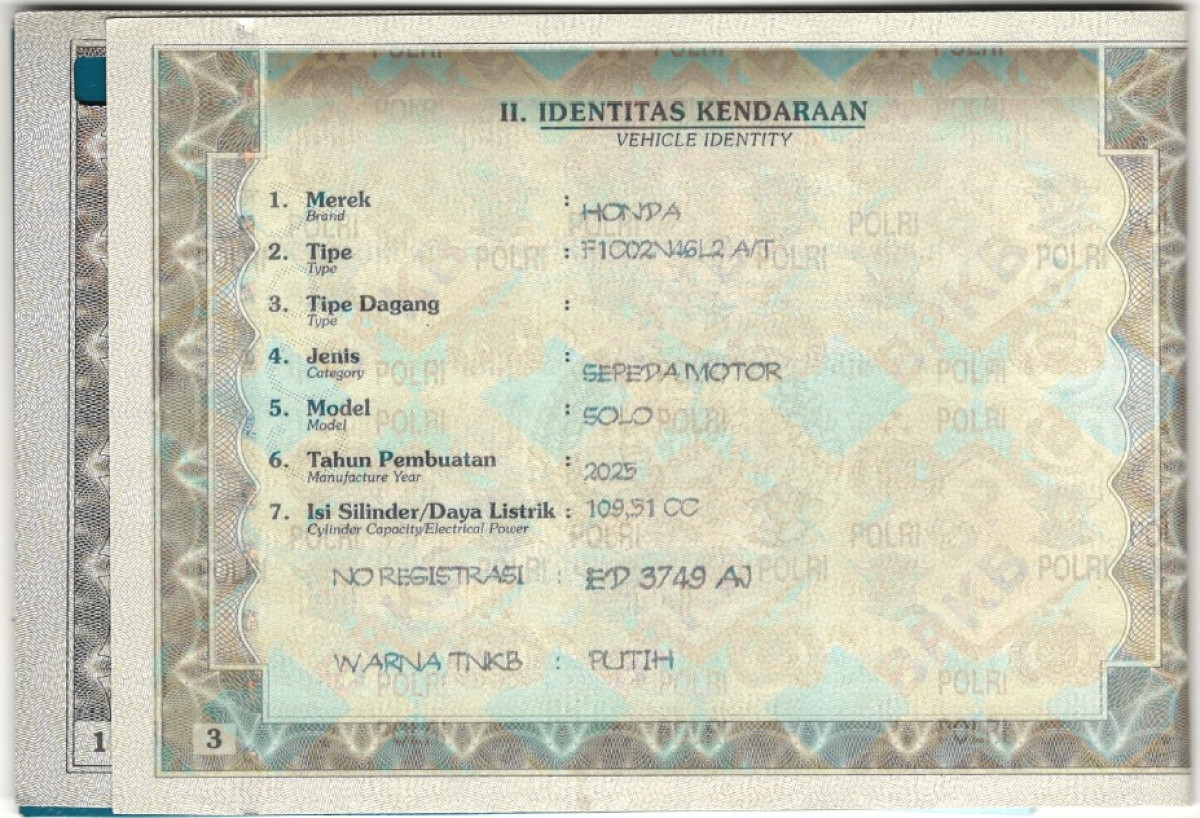 II. IDENTITAS KENDARAAN
VEHICLE IDENTITY
1. Merek : HONDA
Brand
2. Tipe : F1C02N46L2 A/T
Type
3. Tipe Dagang :
Type
4. Jenis : SEPEDA MOTOR
Category
5. Model : SOLO
Model
6. Tahun Pembuatan : 2025
Manufacture Year
7. Isi Silinder/Daya Listrik : 109,51 CC
Cylinder Capacity/Electrical Power
NO REGISTRASI : ED 3749 AJ
WARNA TNKB : PUTIH
1
3